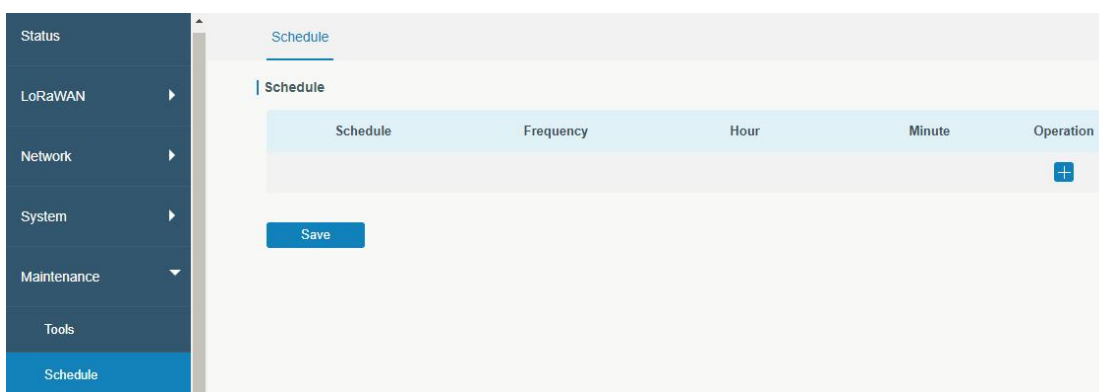 Status
LoRaWAN
Network
System
Maintenance
Tools
Schedule
Schedule
Schedule
Schedule Frequency Hour Minute Operation
Save